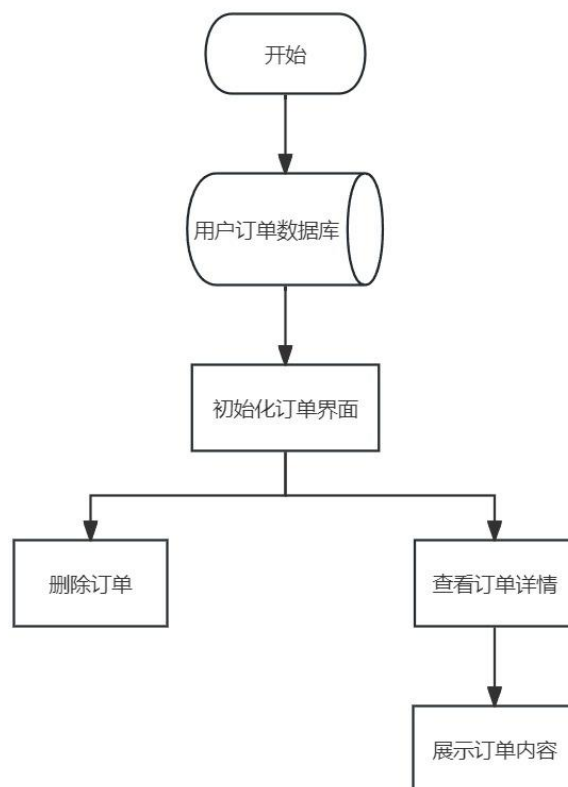 开始
用户订单数据库
初始化订单界面
删除订单
查看订单详情
展示订单内容